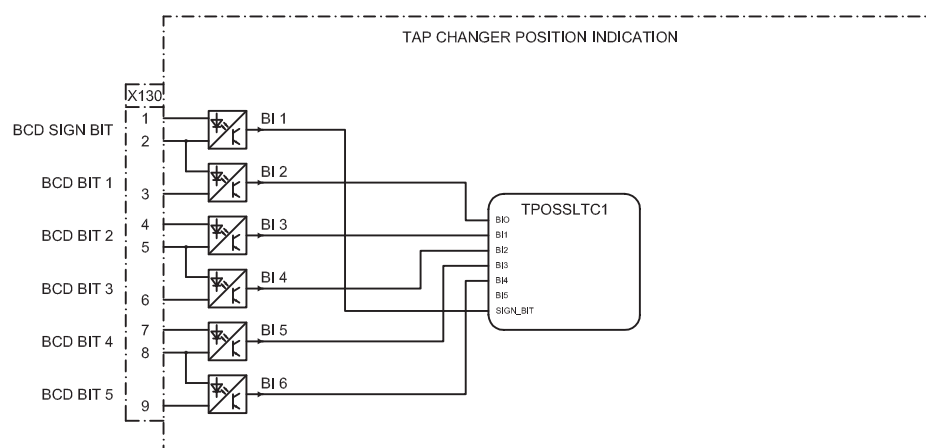 TAP CHANGER POSITION INDICATION
X130
BCD SIGN BIT
1
2
BI 1
BCD BIT 1
3
BI 2
BCD BIT 2
4
5
BI 3
BCD BIT 3
6
BI 4
BCD BIT 4
7
8
BI 5
BCD BIT 5
9
BI 6
TPOSSLTC1
BI0
BI1
BI2
BI3
BI4
BI5
SIGN_BIT